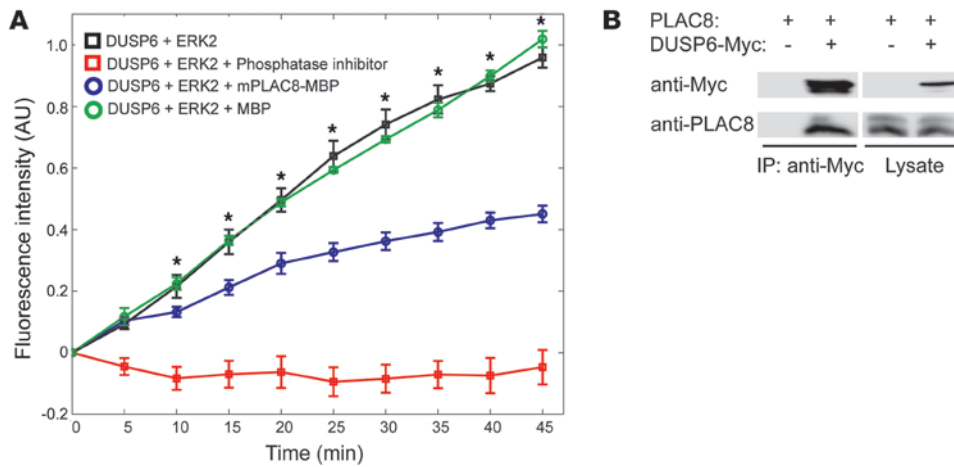 A
DUSP6 + ERK2
DUSP6 + ERK2 + Phosphatase inhibitor
DUSP6 + ERK2 + mPLAC8-MBP
DUSP6 + ERK2 + MBP
Fluorescence intensity (AU)
1.0
0.8
0.6
0.4
0.2
0
-0.2
* * * * * * * *
0 5 10 15 20 25 30 35 40 45
Time (min)
B
PLAC8: + + + +
DUSP6-Myc: - + - +
anti-Myc
anti-PLAC8
IP: anti-Myc Lysate